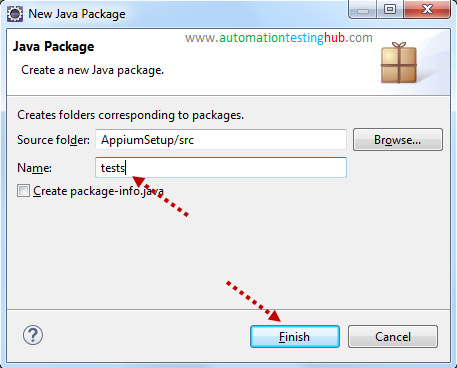 New Java Package
www.automationtestinghub.com
Java Package
Create a new Java package.
Creates folders corresponding to packages.
Source folder: AppiumSetup/src Browse...
Name: tests
Create package-info.java
? Finish Cancel